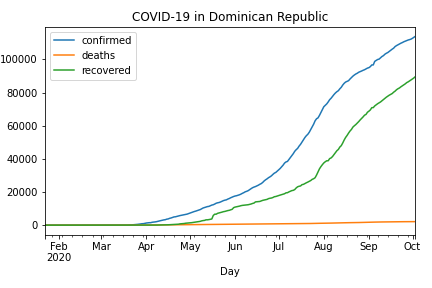 COVID-19 in Dominican Republic
confirmed
deaths
recovered
100000
80000
60000
40000
20000
0
Feb Mar Apr May Jun Jul Aug Sep Oct
2020
Day